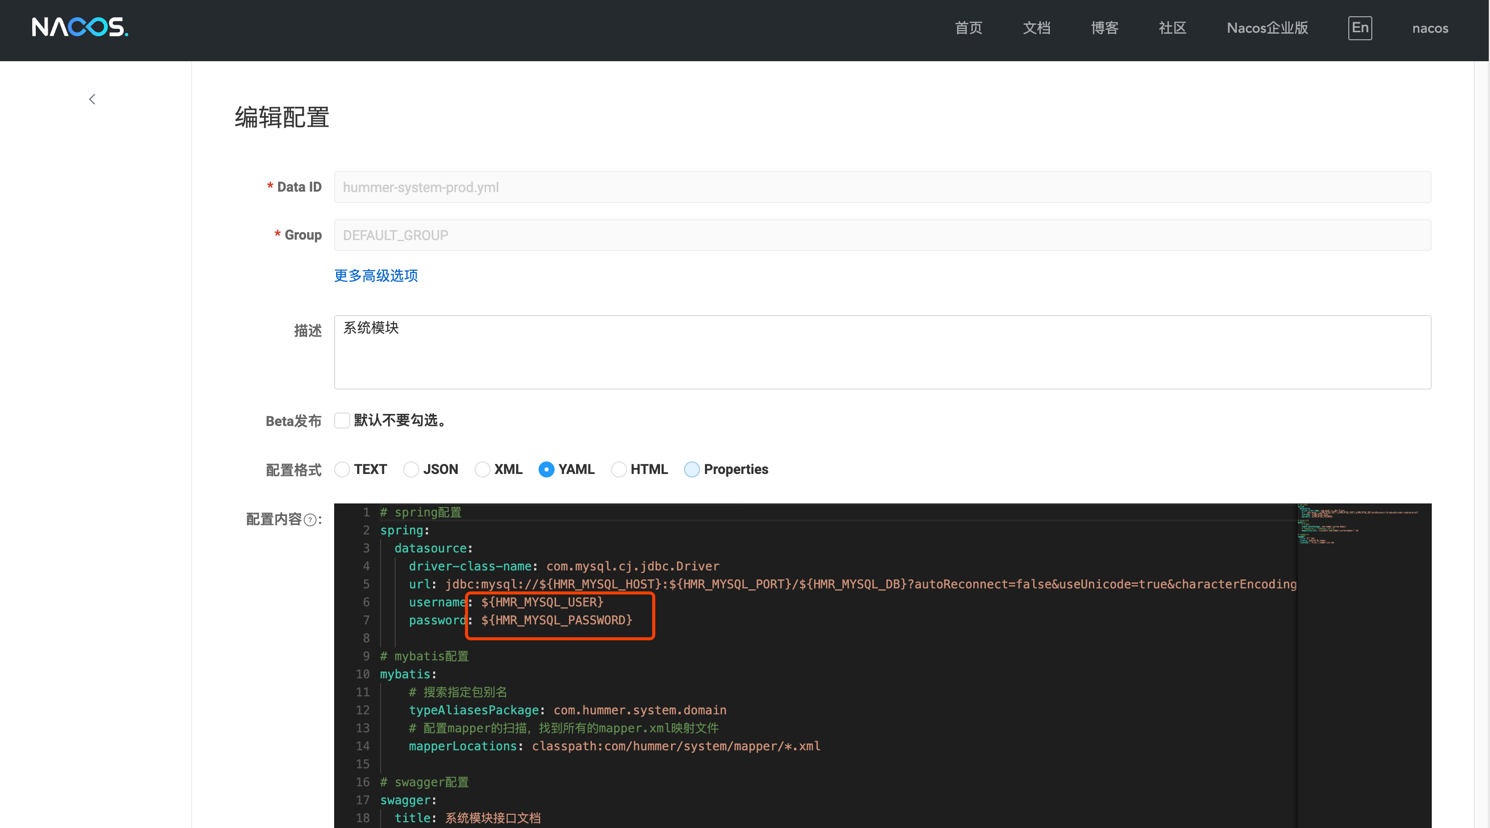 NACOS.
首页 文档 博客 社区 Nacos企业版 En nacos
编辑配置
* Data ID hummer-system-prod.yml
* Group DEFAULT_GROUP
更多高级选项
描述 系统模块
Beta发布 默认不要勾选。
配置格式 TEXT JSON XML YAML HTML Properties
配置内容?:
1 # spring配置
2 spring:
3 datasource:
4 driver-class-name: com.mysql.cj.jdbc.Driver
5 url: jdbc:mysql://${HMR_MYSQL_HOST}:${HMR_MYSQL_PORT}/${HMR_MYSQL_DB}?autoReconnect=false&useUnicode=true&characterEncoding
6 username: ${HMR_MYSQL_USER}
7 password: ${HMR_MYSQL_PASSWORD}
8
9 # mybatis配置
10 mybatis:
11 # 搜索指定包别名
12 typeAliasesPackage: com.hummer.system.domain
13 # 配置mapper的扫描，找到所有的mapper.xml映射文件
14 mapperLocations: classpath:com/hummer/system/mapper/*.xml
15
16 # swagger配置
17 swagger:
18 title: 系统模块接口文档